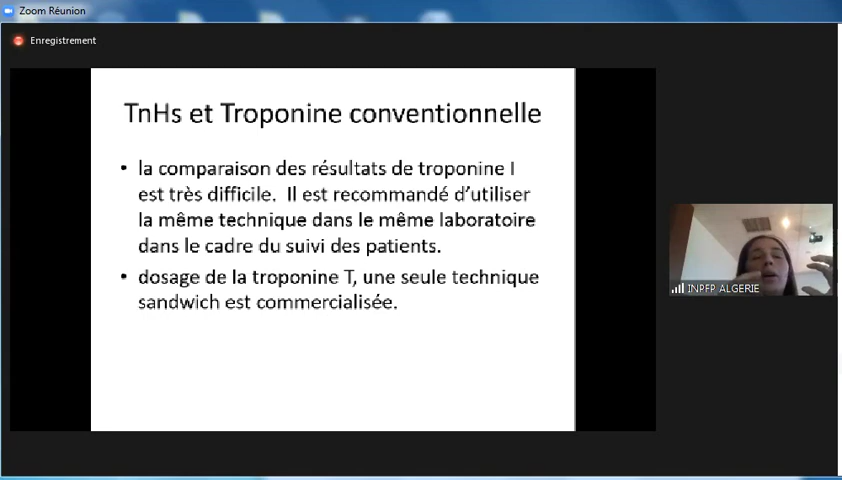 Zoom Réunion
Enregistrement
TnHs et Troponine conventionnelle
• la comparaison des résultats de troponine I
est très difficile. Il est recommandé d’utiliser
la même technique dans le même laboratoire
dans le cadre du suivi des patients.
• dosage de la troponine T, une seule technique
sandwich est commercialisée.
INPFP ALGERIE